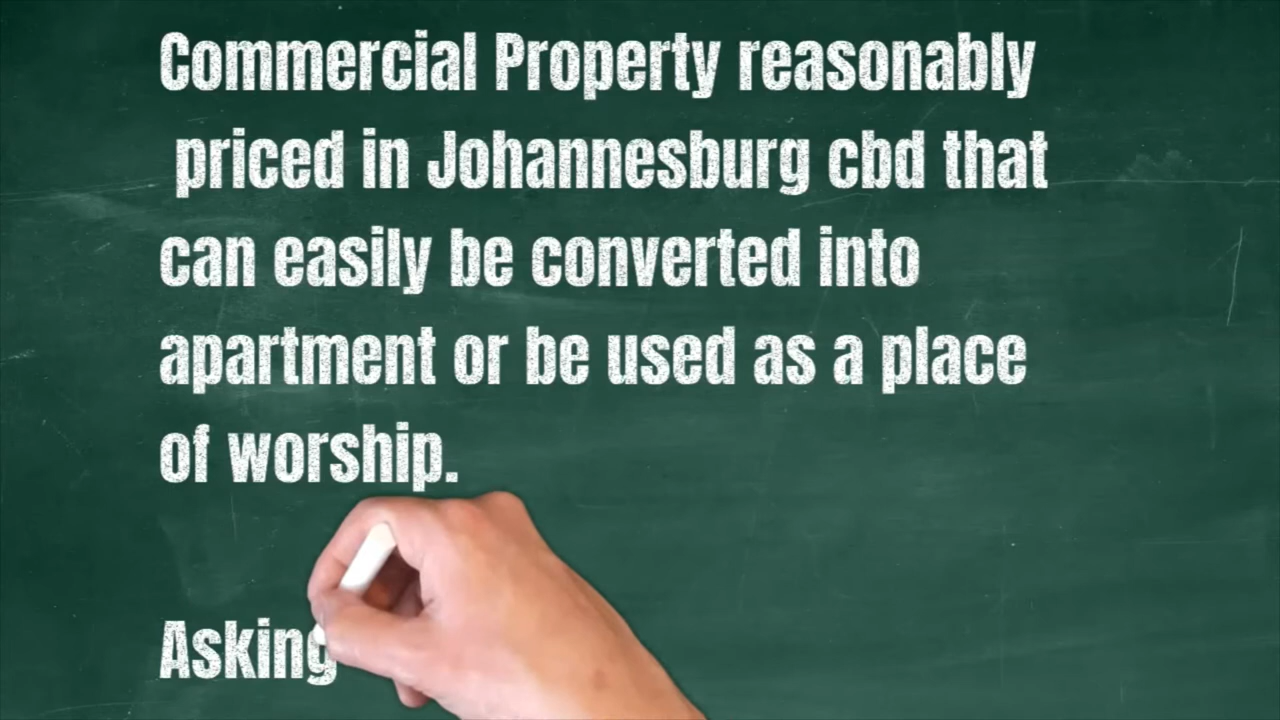 Commercial Property reasonably
priced in Johannesburg cbd that
can easily be converted into
apartment or be used as a place
of worship.
Asking